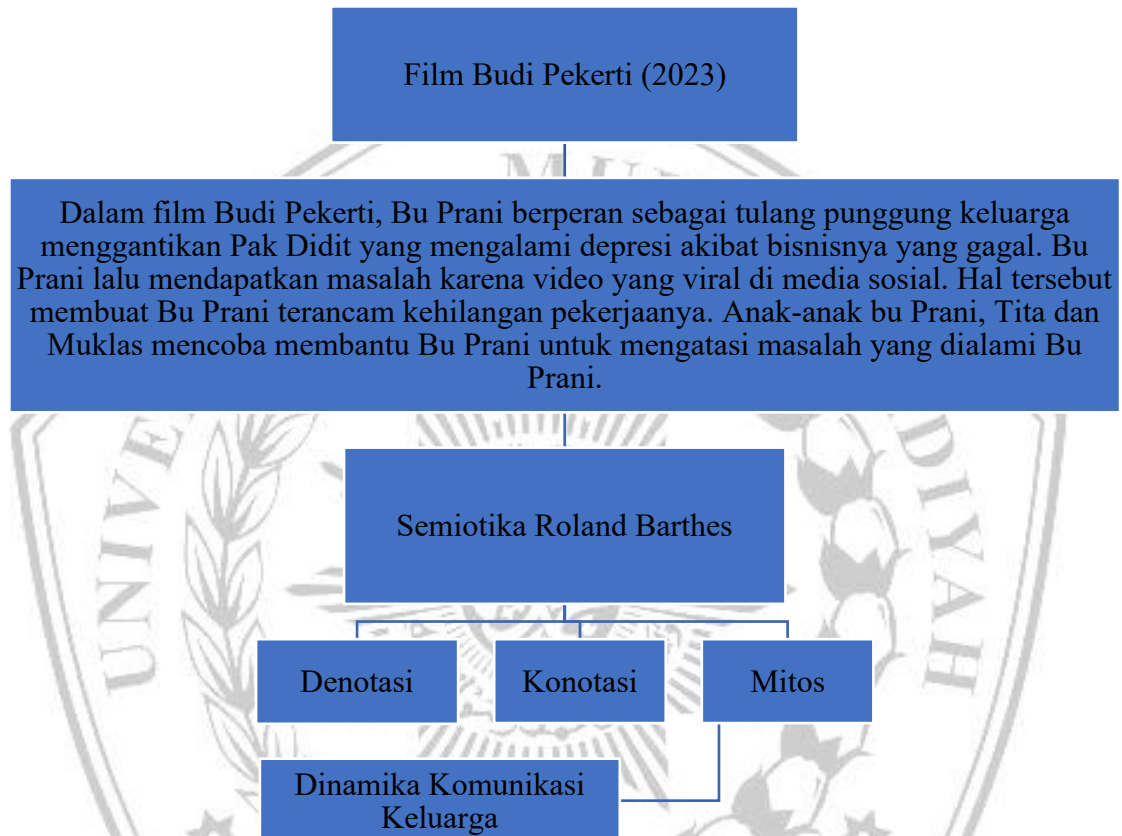 Film Budi Pekerti (2023)
Dalam film Budi Pekerti, Bu Prani berperan sebagai tulang punggung keluarga
menggantikan Pak Didit yang mengalami depresi akibat bisnisnya yang gagal. Bu
Prani lalu mendapatkan masalah karena video yang viral di media sosial. Hal tersebut
membuat Bu Prani terancam kehilangan pekerjaanya. Anak-anak bu Prani, Tita dan
Muklas mencoba membantu Bu Prani untuk mengatasi masalah yang dialami Bu
Prani.
Semiotika Roland Barthes
Denotasi
Konotasi
Mitos
Dinamika Komunikasi
Keluarga